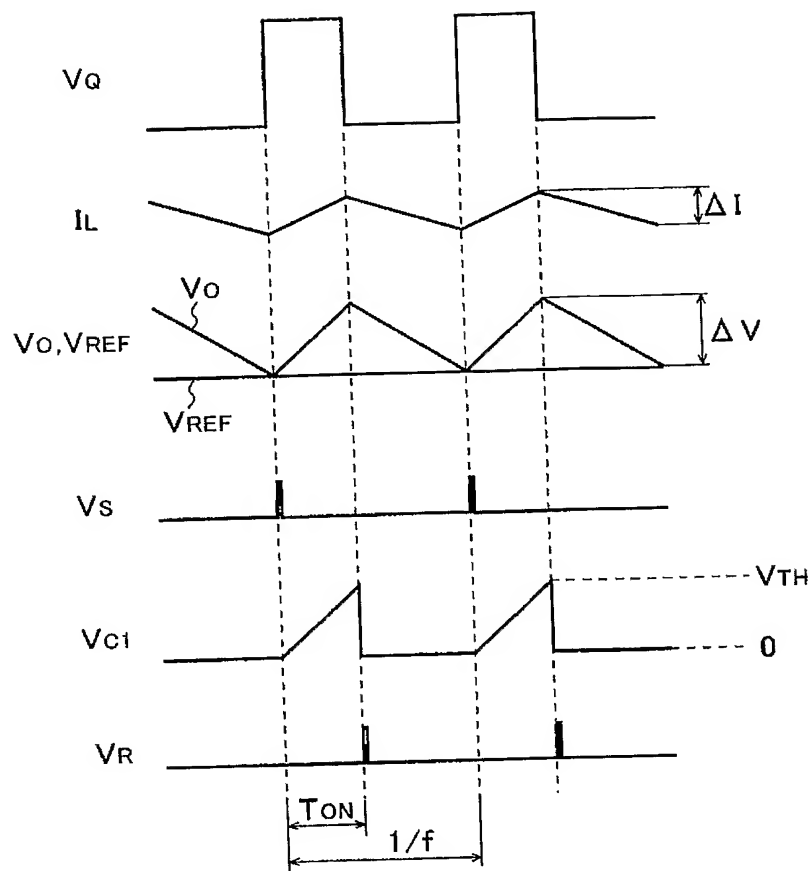 VQ
IL
ΔI
VO
VO,VREF
ΔV
VREF
VS
VTH
VC1
0
VR
TON
1/f